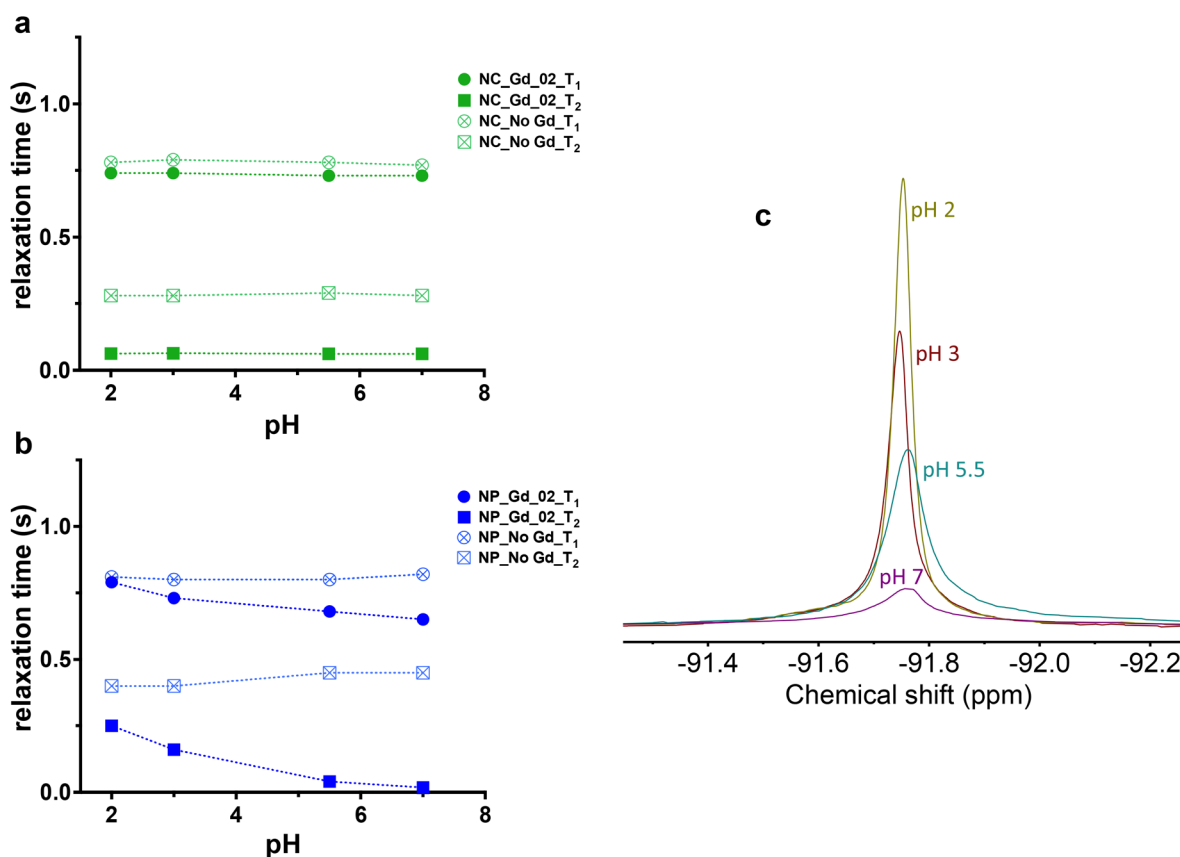 a
relaxation time (s)
1.0
0.5
0.0
2 4 6 8
pH
NC_Gd_02_T1
NC_Gd_02_T2
NC_No Gd_T1
NC_No Gd_T2
b
relaxation time (s)
1.0
0.5
0.0
2 4 6 8
pH
NP_Gd_02_T1
NP_Gd_02_T2
NP_No Gd_T1
NP_No Gd_T2
c
pH 2
pH 3
pH 5.5
pH 7
-91.4 -91.6 -91.8 -92.0 -92.2
Chemical shift (ppm)